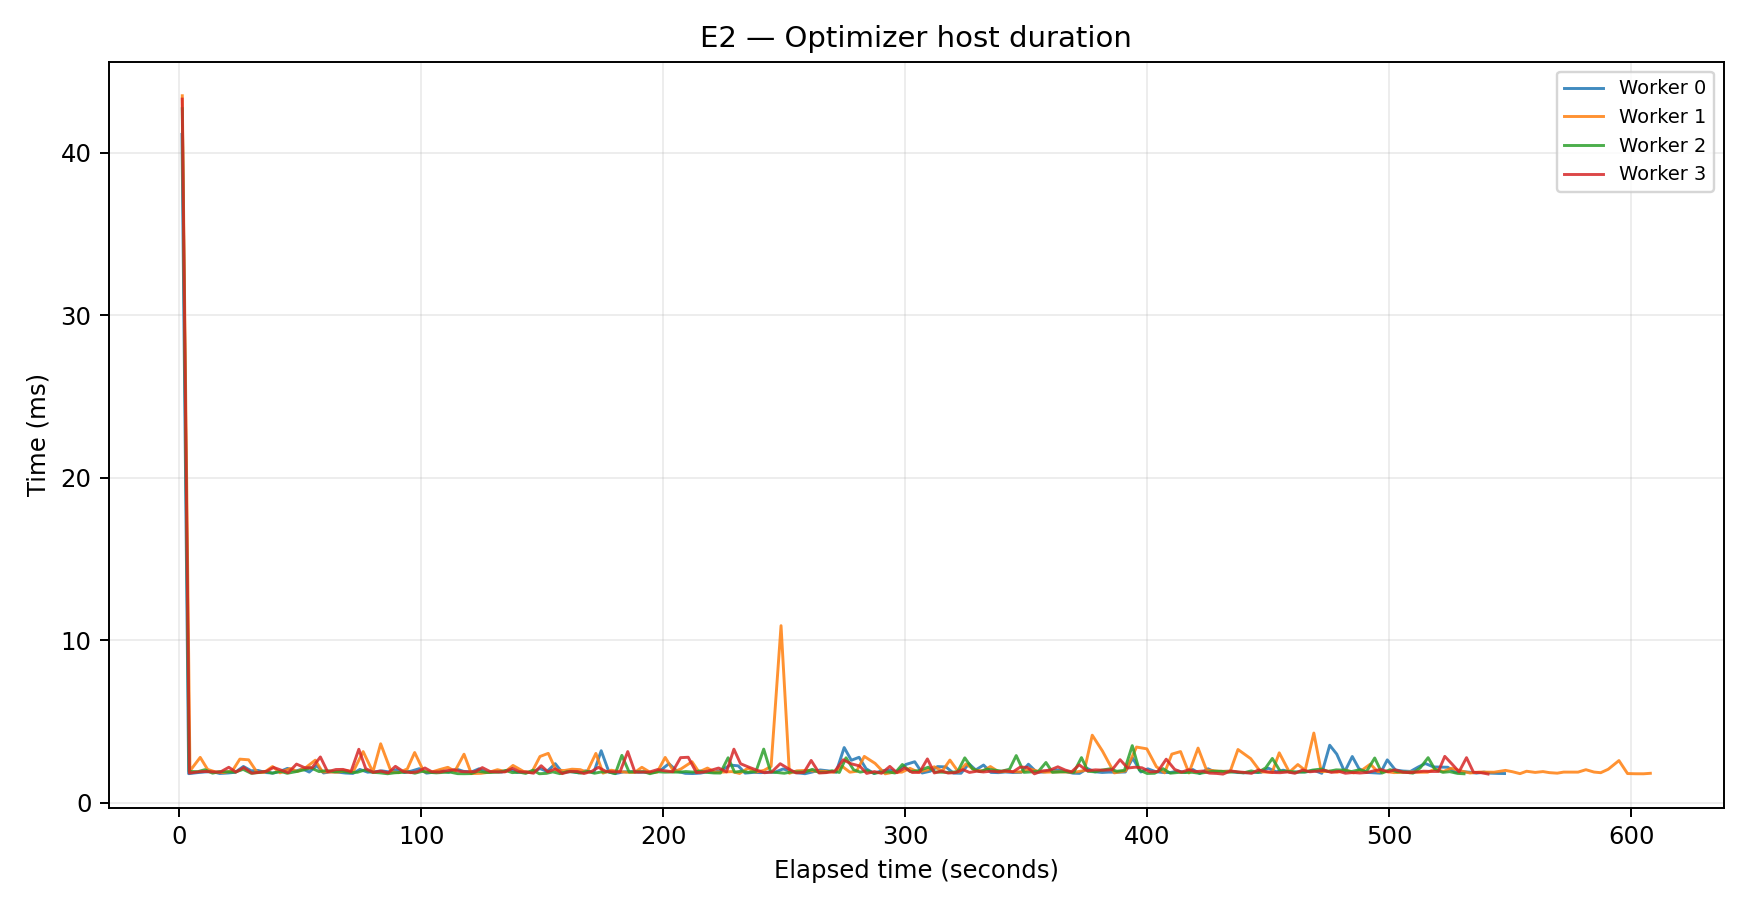 E2 — Optimizer host duration
Worker 0
Worker 1
Worker 2
Worker 3
Time (ms)
40
30
20
10
0
0 100 200 300 400 500 600
Elapsed time (seconds)